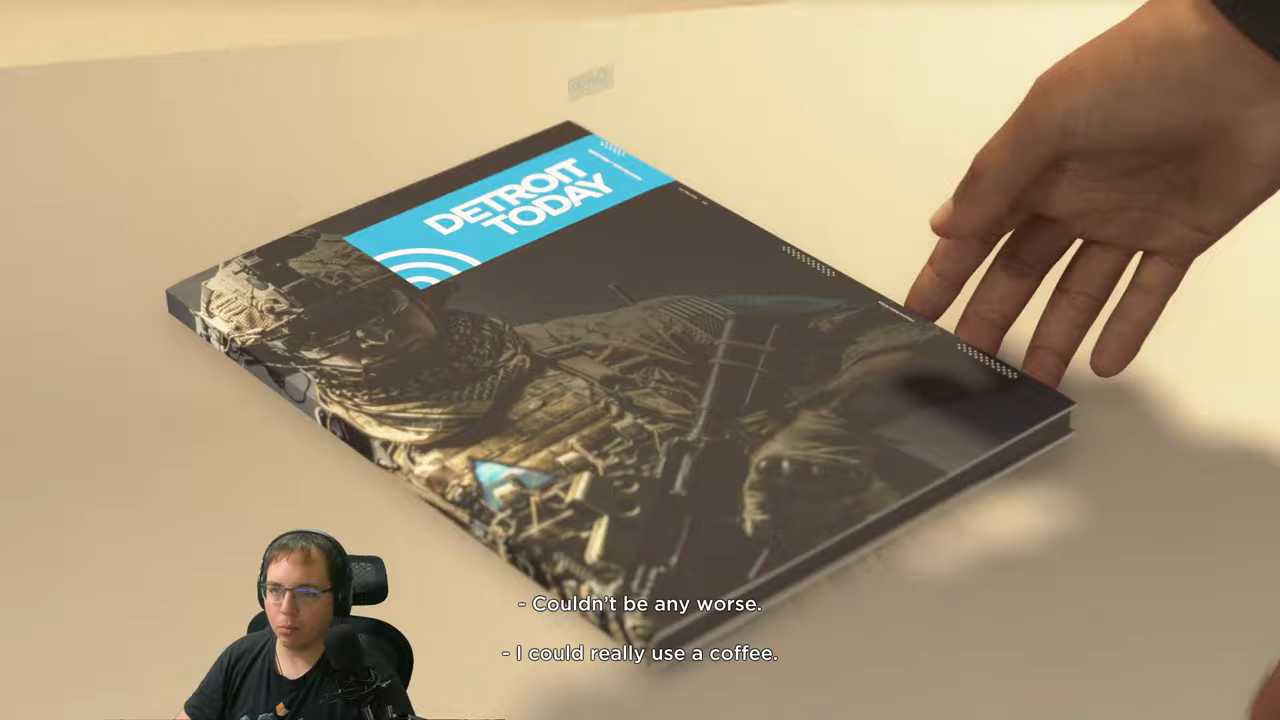 DETROIT
TODAY
- Couldn't be any worse.
- I could really use a coffee.